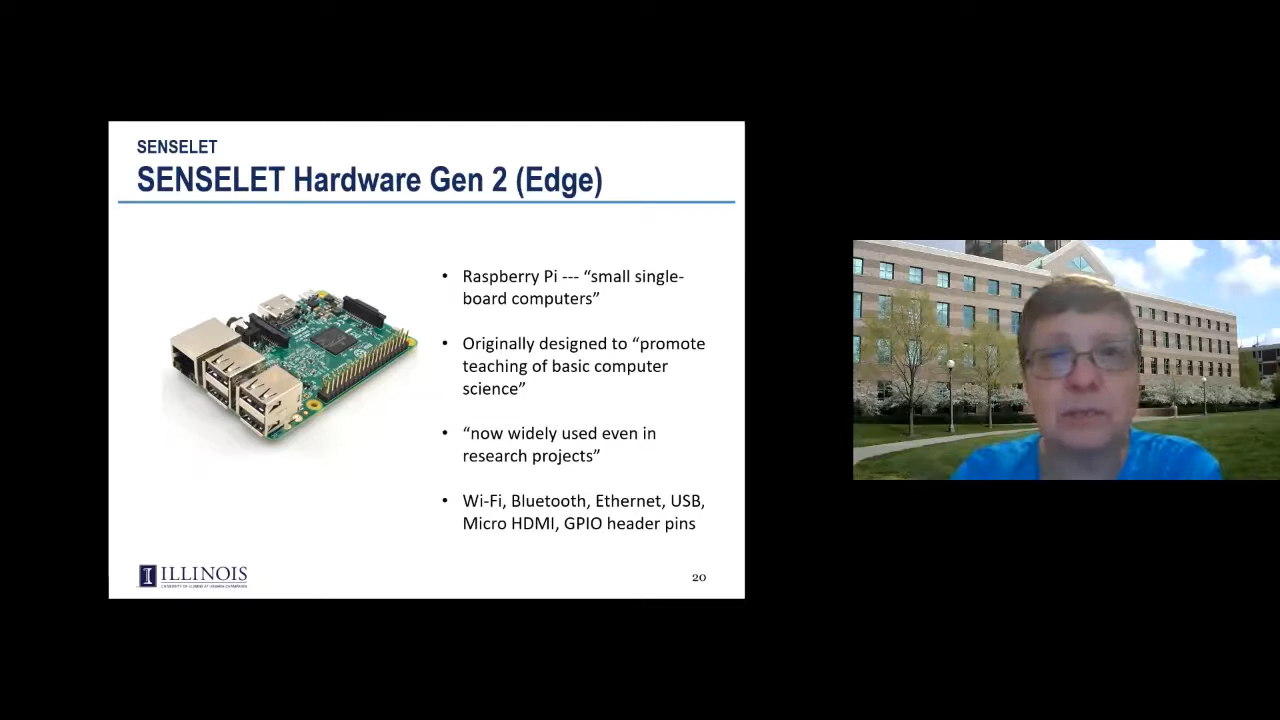 SENSELET
SENSELET Hardware Gen 2 (Edge)
• Raspberry Pi --- “small single-
board computers”
• Originally designed to “promote
teaching of basic computer
science”
• “now widely used even in
research projects”
• Wi-Fi, Bluetooth, Ethernet, USB,
Micro HDMI, GPIO header pins
I ILLINOIS
UNIVERSITY OF ILLINOIS AT URBANA-CHAMPAIGN
20